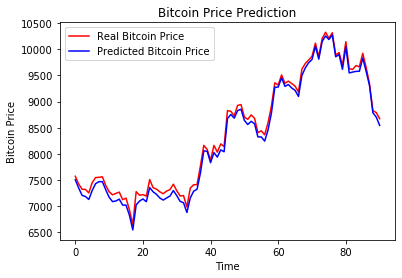 Bitcoin Price Prediction
Real Bitcoin Price
Predicted Bitcoin Price
Bitcoin Price
10500
10000
9500
9000
8500
8000
7500
7000
6500
0 20 40 60 80
Time